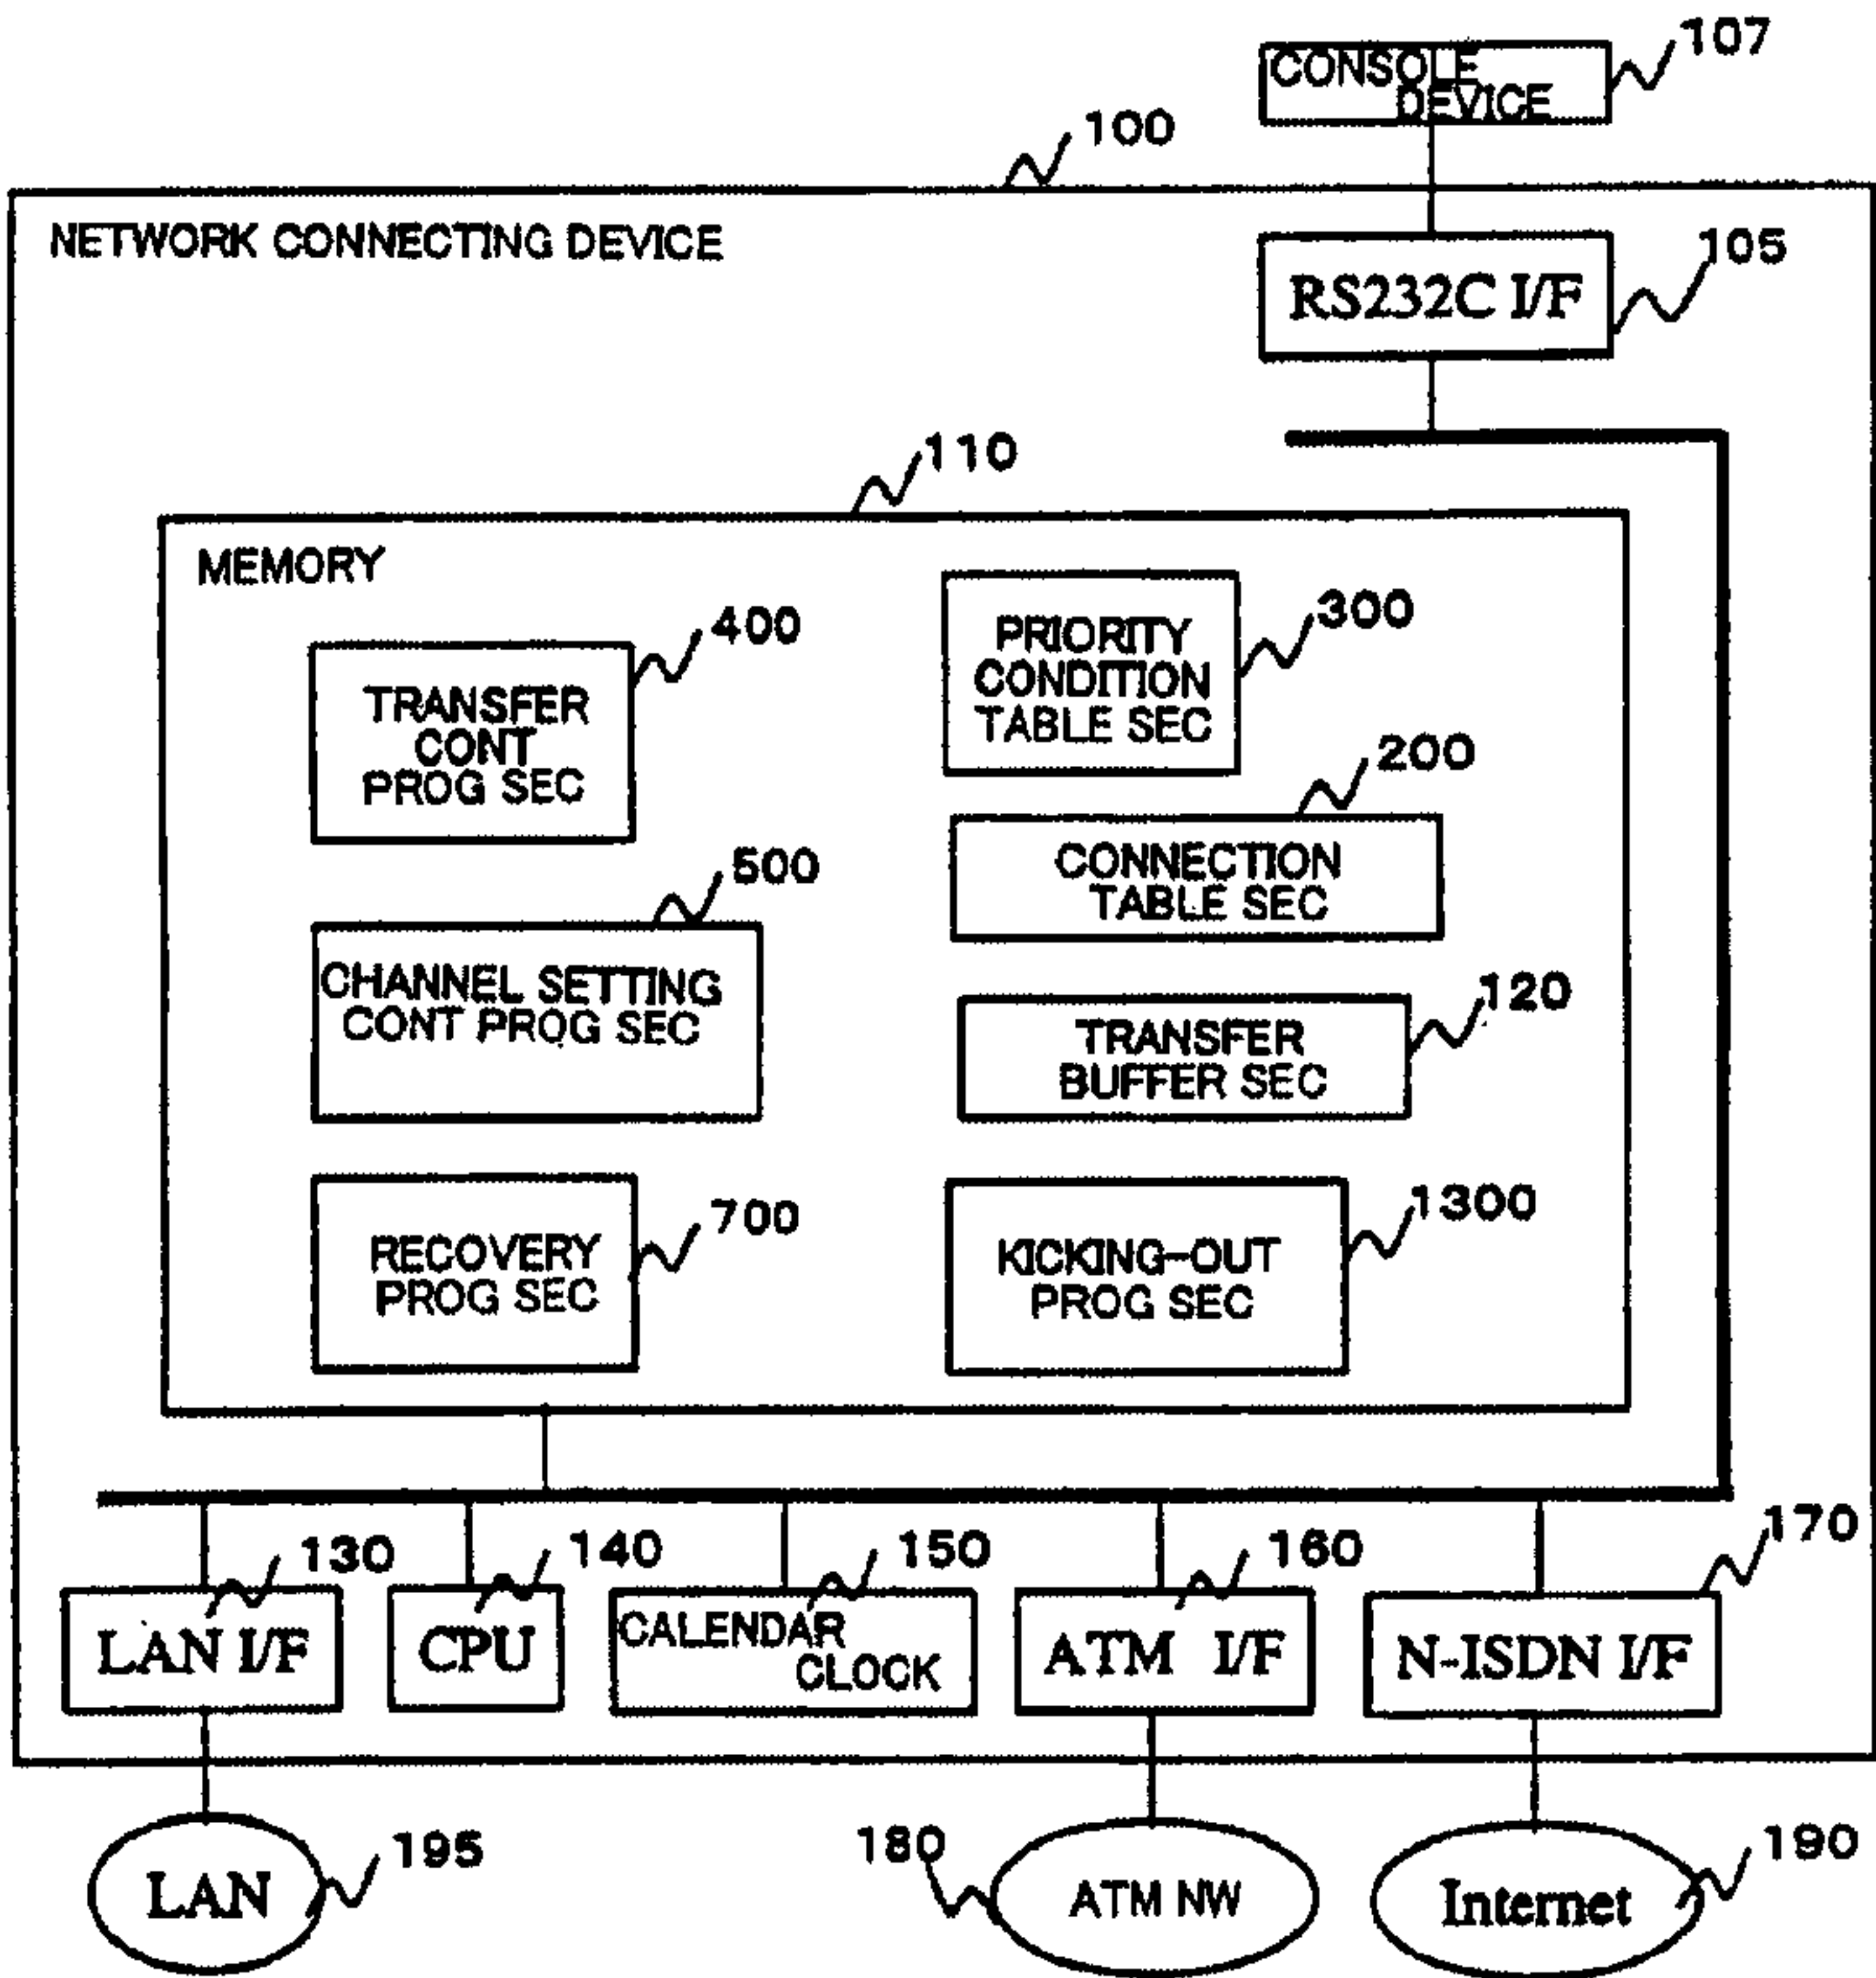 107
CONSOLE
DEVICE
100
NETWORK CONNECTING DEVICE
105
RS232C I/F
110
MEMORY
400
TRANSFER
CONT
PROG SEC
300
PRIORITY
CONDITION
TABLE SEC
200
CONNECTION
TABLE SEC
500
CHANNEL SETTING
CONT PROG SEC
120
TRANSFER
BUFFER SEC
700
RECOVERY
PROG SEC
1300
KICKING-OUT
PROG SEC
130
140
150
160
170
LAN I/F
CPU
CALENDAR
CLOCK
ATM I/F
N-ISDN I/F
195
LAN
180
ATM NW
190
Internet